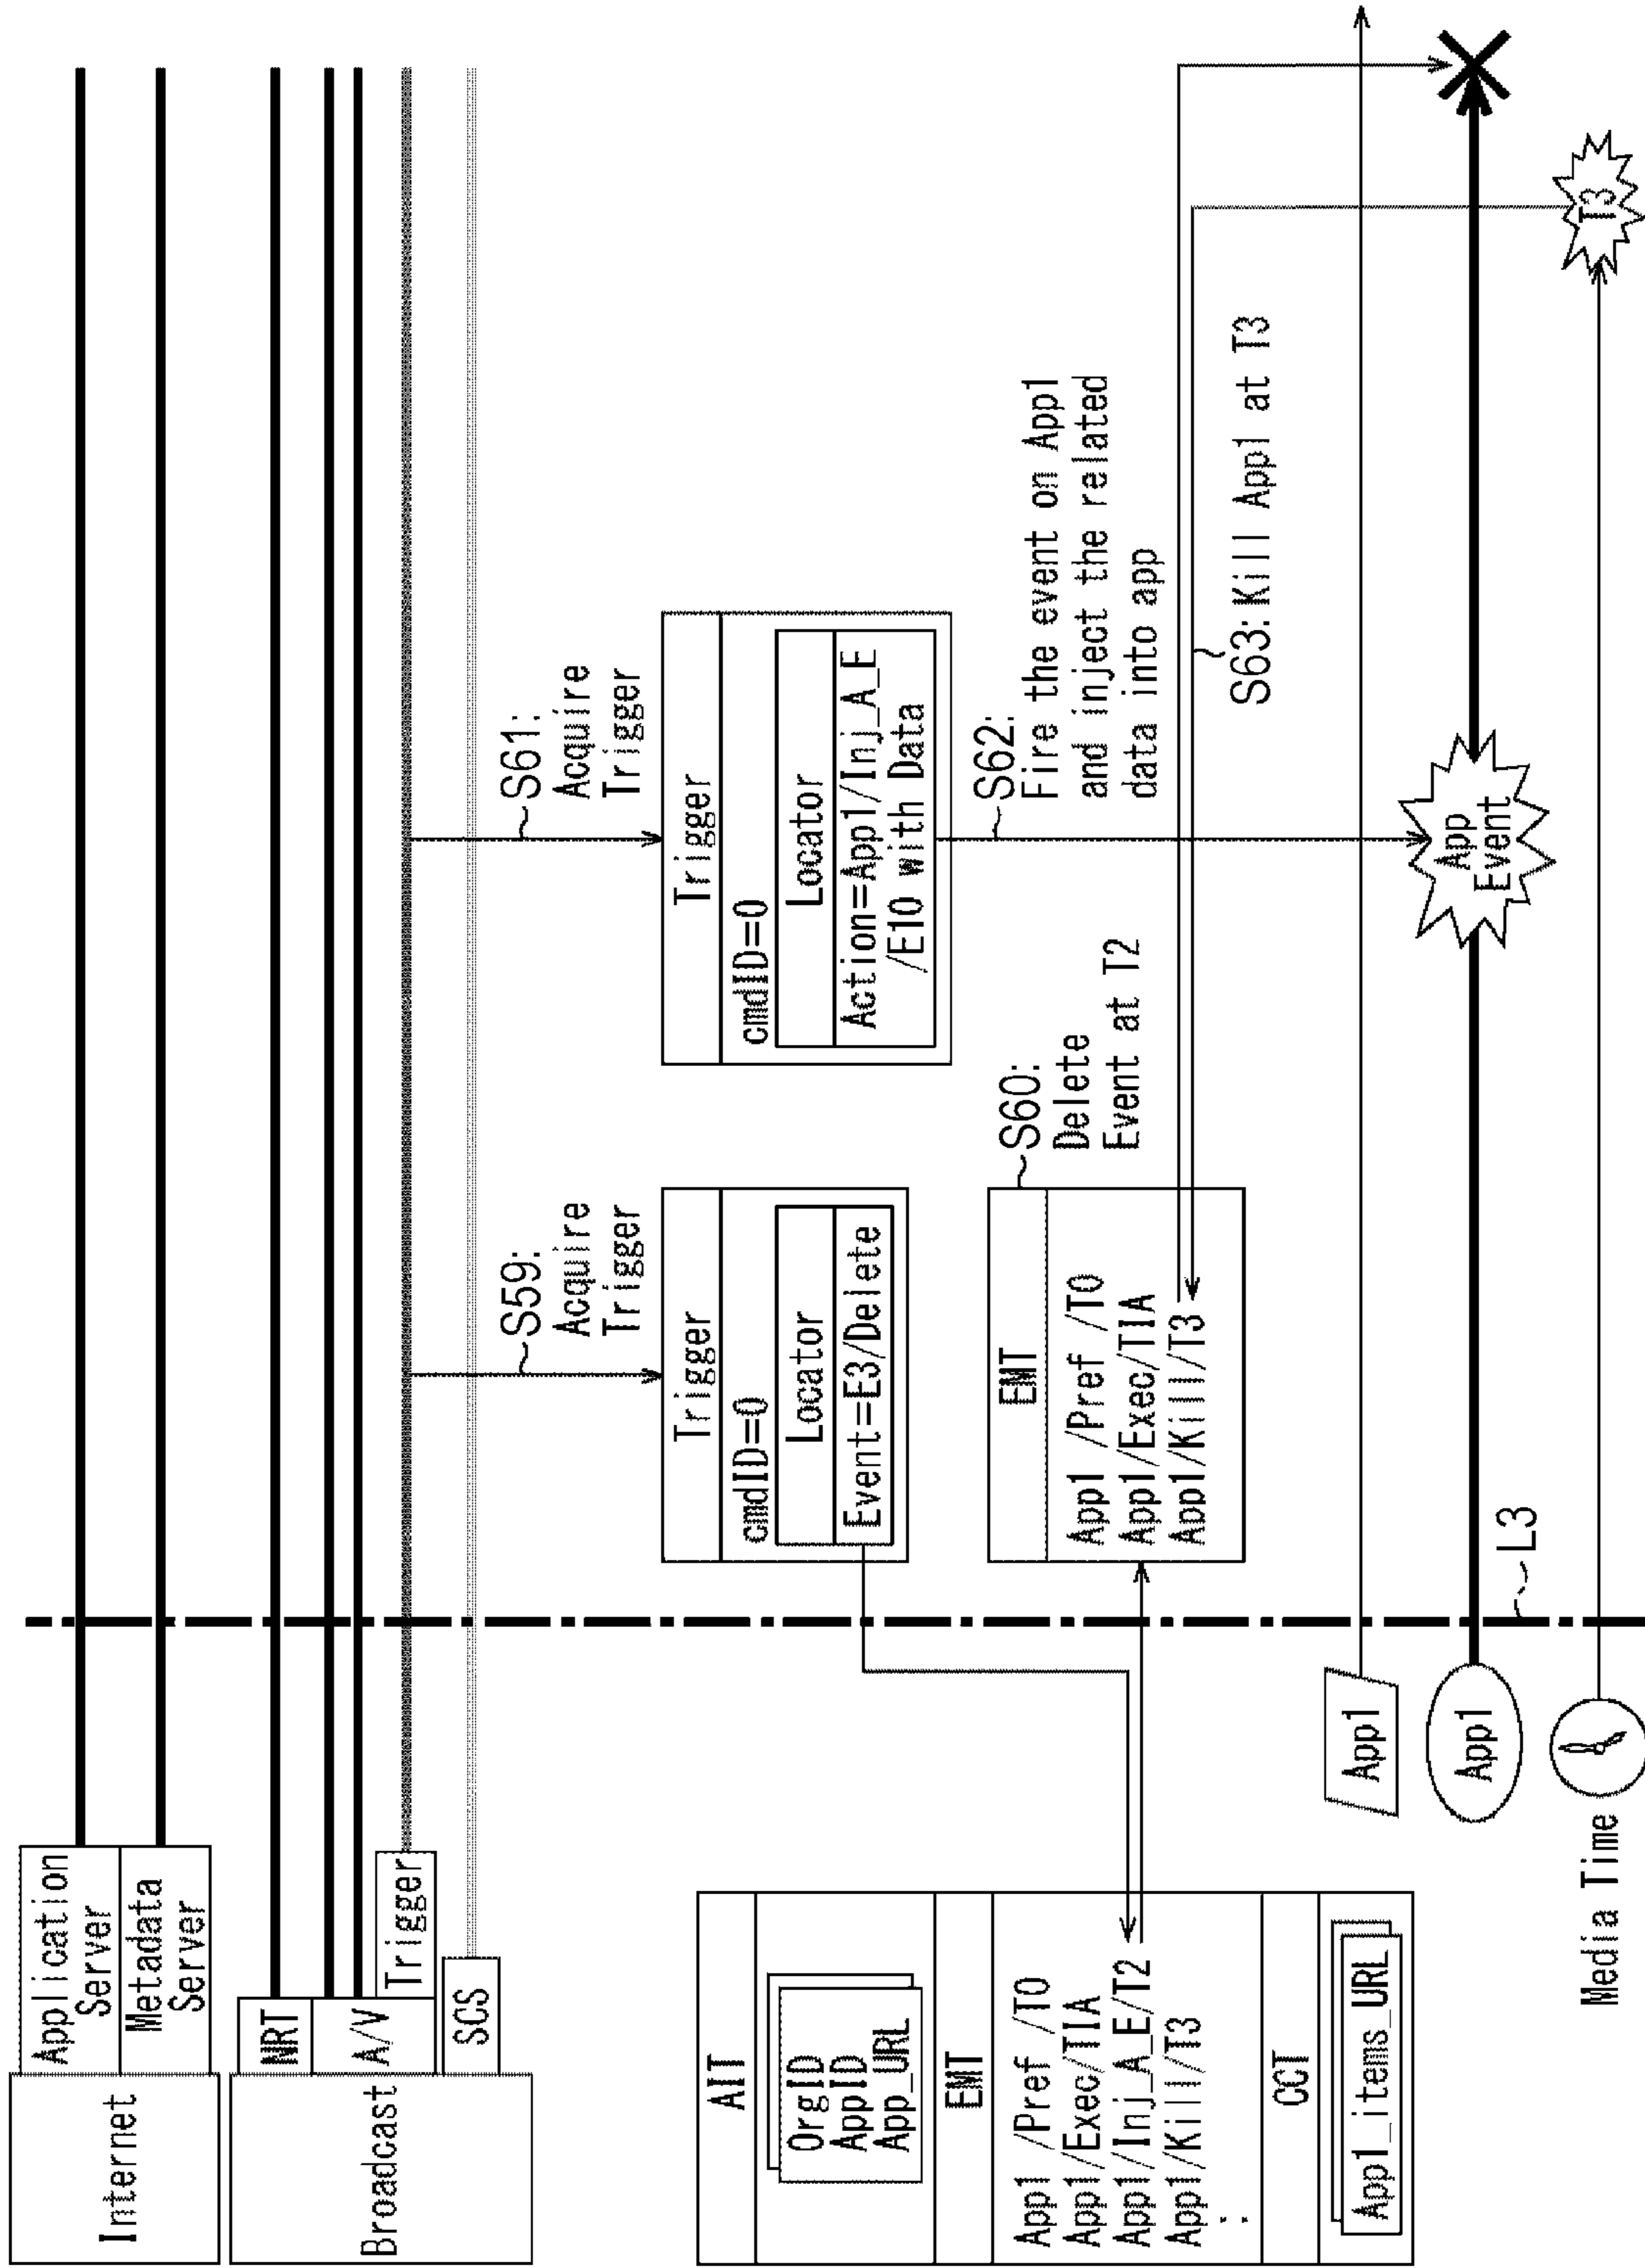 Internet
Application
Server
Metadata
Server
Broadcast
NRT
A/V
Trigger
SCS
AIT
OrgID
AppID
App_URL
EMT
App1 /Pref /T0
App1/Exec/TIA
App1/Inj_A_E/T2
App1/Kill/T3
:
CCT
App1_items_URL
S59:
Acquire
Trigger
Trigger
cmdID=0
Locator
Event=E3/Delete
S60:
Delete
Event at T2
EMT
App1 /Pref /T0
App1/Exec/TIA
App1/Kill/T3
S61:
Acquire
Trigger
Trigger
cmdID=0
Locator
Action=App1/Inj_A_E
/E10 with Data
S62:
Fire the event on App1
and inject the related
data into app
S63:Kill App1 at T3
App1
App1
App
Event
Media Time
T3
L3